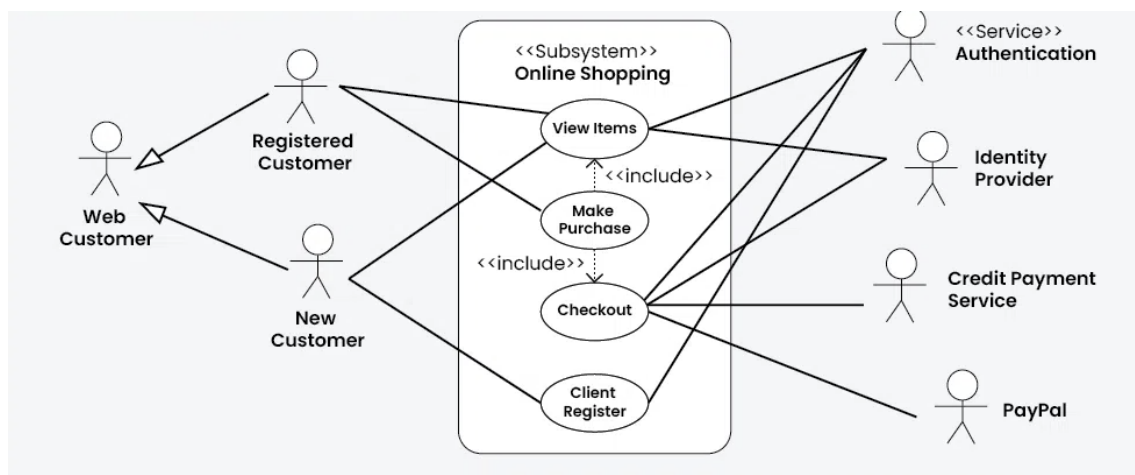 <<Subsystem>>
Online Shopping
<<Service>>
Authentication
Registered
Customer
View Items
Identity
Provider
<<include>>
Web
Customer
Make
Purchase
<<include>>
Credit Payment
Service
New
Customer
Checkout
Client
Register
PayPal